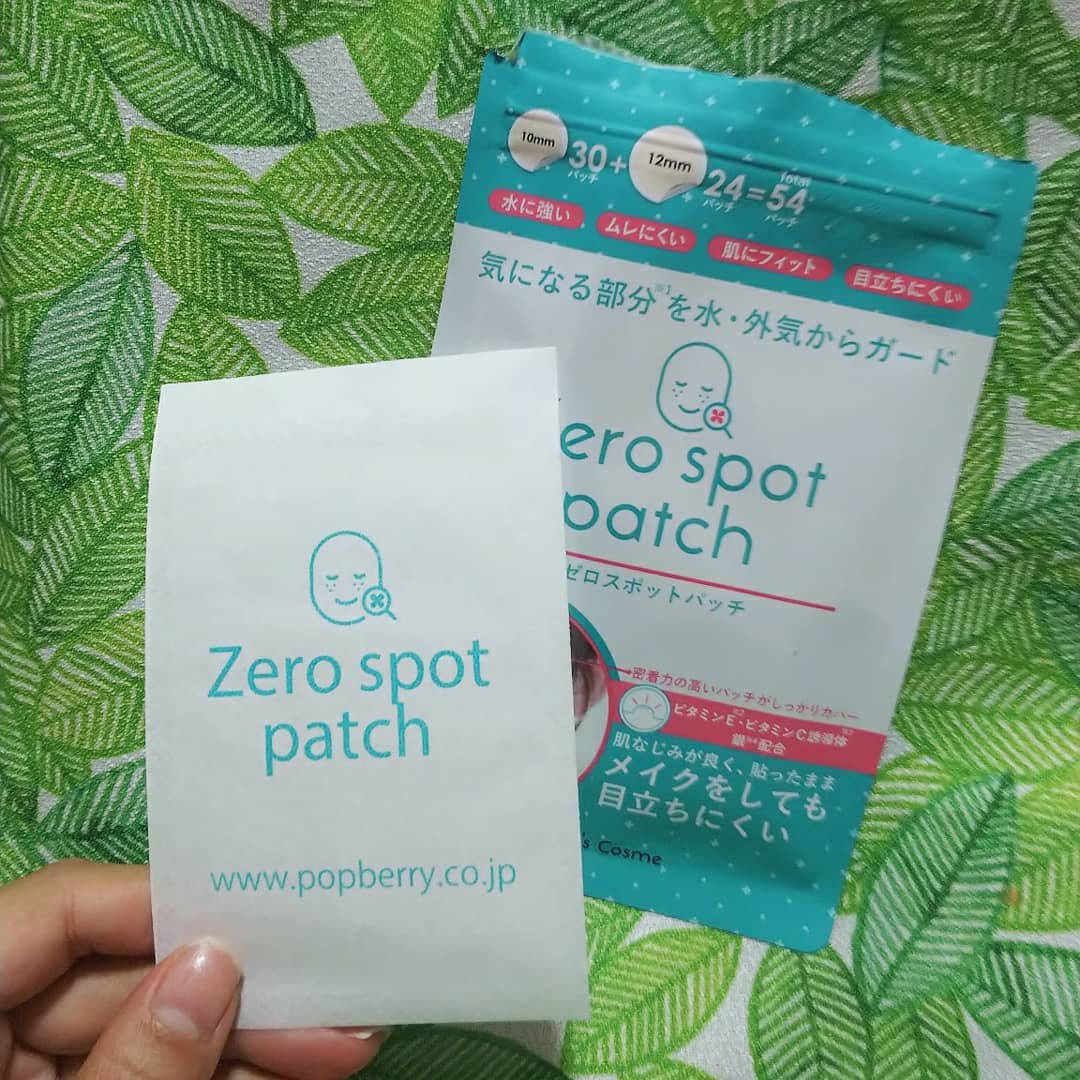 10mm 30 + 12mm 24 = total 54
パッチ パッチ パッチ
水に強い ムレにくい 肌にフィット 目立ちにくい
気になる部分※1を水・外気からガード
ero spot
patch
ゼロスポットパッチ
密着力の高いパッチがしっかりカバー
ビタミンE※2・ビタミンC誘導体※3
銀※4配合
肌なじみが良く、貼ったまま
メイクをしても
目立ちにくい
's Cosme
Zero spot
patch
www.popberry.co.jp